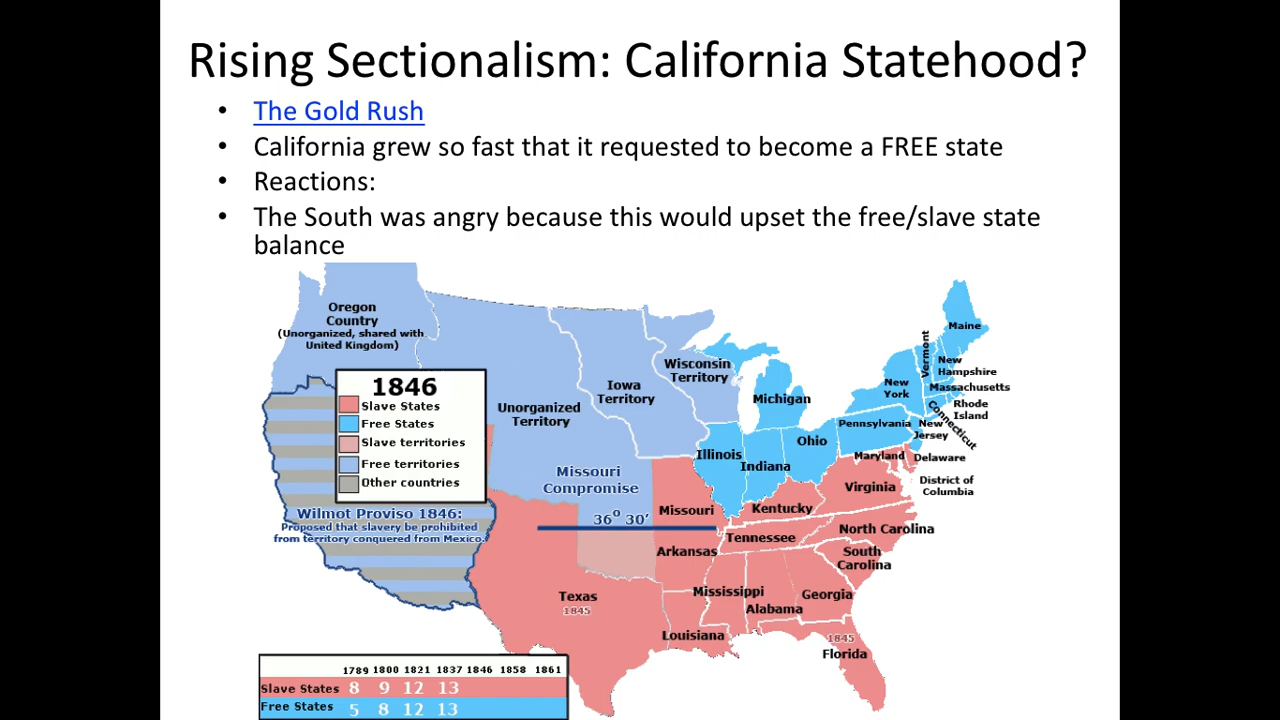 Rising Sectionalism: California Statehood?
• The Gold Rush
• California grew so fast that it requested to become a FREE state
• Reactions:
• The South was angry because this would upset the free/slave state
balance
Oregon
Country
(Unorganized, shared with
United Kingdom)
1846
Slave States
Free States
Slave territories
Free territories
Other countries
Wilmot Proviso 1846:
Proposed that slavery be prohibited
from territory conquered from Mexico.
Unorganized
Territory
Iowa
Territory
Wisconsin
Territory
Missouri
Compromise
36° 30'
Michigan
Illinois
Indiana
Ohio
Pennsylvania
New
York
Vermont
Maine
New
Hampshire
Massachusetts
Rhode
Island
Connecticut
New
Jersey
Maryland
Delaware
District of
Columbia
Missouri
Kentucky
Virginia
Tennessee
North Carolina
Arkansas
South
Carolina
Mississippi
Alabama
Georgia
Texas
1845
Louisiana
1845
Florida
1789 1800 1821 1837 1846 1858 1861
Slave States 8 9 12 13
Free States 5 8 12 13